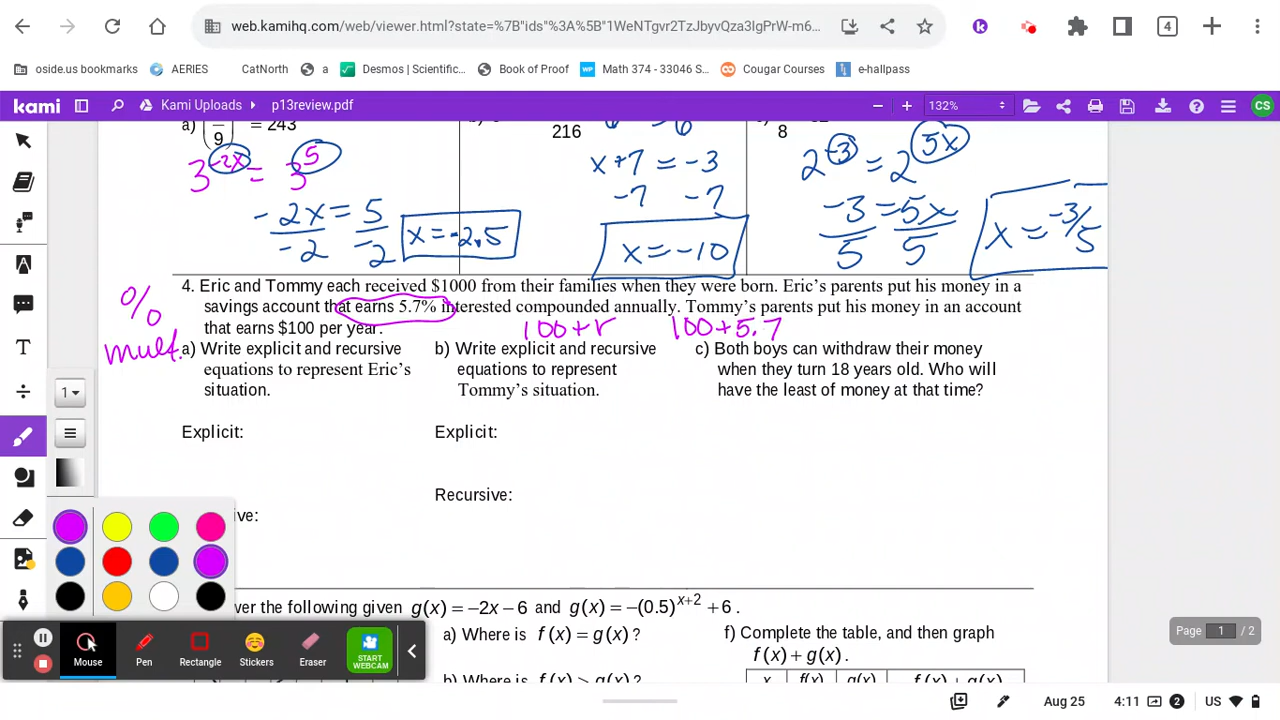 web.kamihq.com/web/viewer.html?state=%7B"ids"%3A%5B"1WeNTgvr2TzJbyvQza3IgPrW-m6...
4
oside.us bookmarks AERIES CatNorth a Desmos | Scientific... Book of Proof WP Math 374 - 33046 S... Cougar Courses e-hallpass
kami Kami Uploads p13review.pdf 132% CS
a) 9 = 243
216
8
3^-2x = 3^5
x+7 = -3
2^-3 = 2^5x
-2x = 5
-7 -7
-3 = 5x
-2 -2
5 5
x = -2.5
x = -10
x = -3/5
4. Eric and Tommy each received $1000 from their families when they were born. Eric's parents put his money in a
savings account that earns 5.7% interested compounded annually. Tommy's parents put his money in an account
that earns $100 per year.
% mult.
100+r 100+5.7
a) Write explicit and recursive
equations to represent Eric's
situation.
b) Write explicit and recursive
equations to represent
Tommy's situation.
c) Both boys can withdraw their money
when they turn 18 years old. Who will
have the least of money at that time?
Explicit:
Explicit:
Recursive:
ive:
1
ver the following given g(x) = −2x − 6 and g(x) = −(0.5)^x+2 + 6 .
a) Where is f(x) = g(x) ?
f) Complete the table, and then graph
f(x) + g(x) .
b) Where is f(x) > g(x) ?
x f(x) g(x) f(x) + g(x)
Page 1 / 2
Mouse Pen Rectangle Stickers Eraser START WEBCAM
Aug 25 4:11 2 US